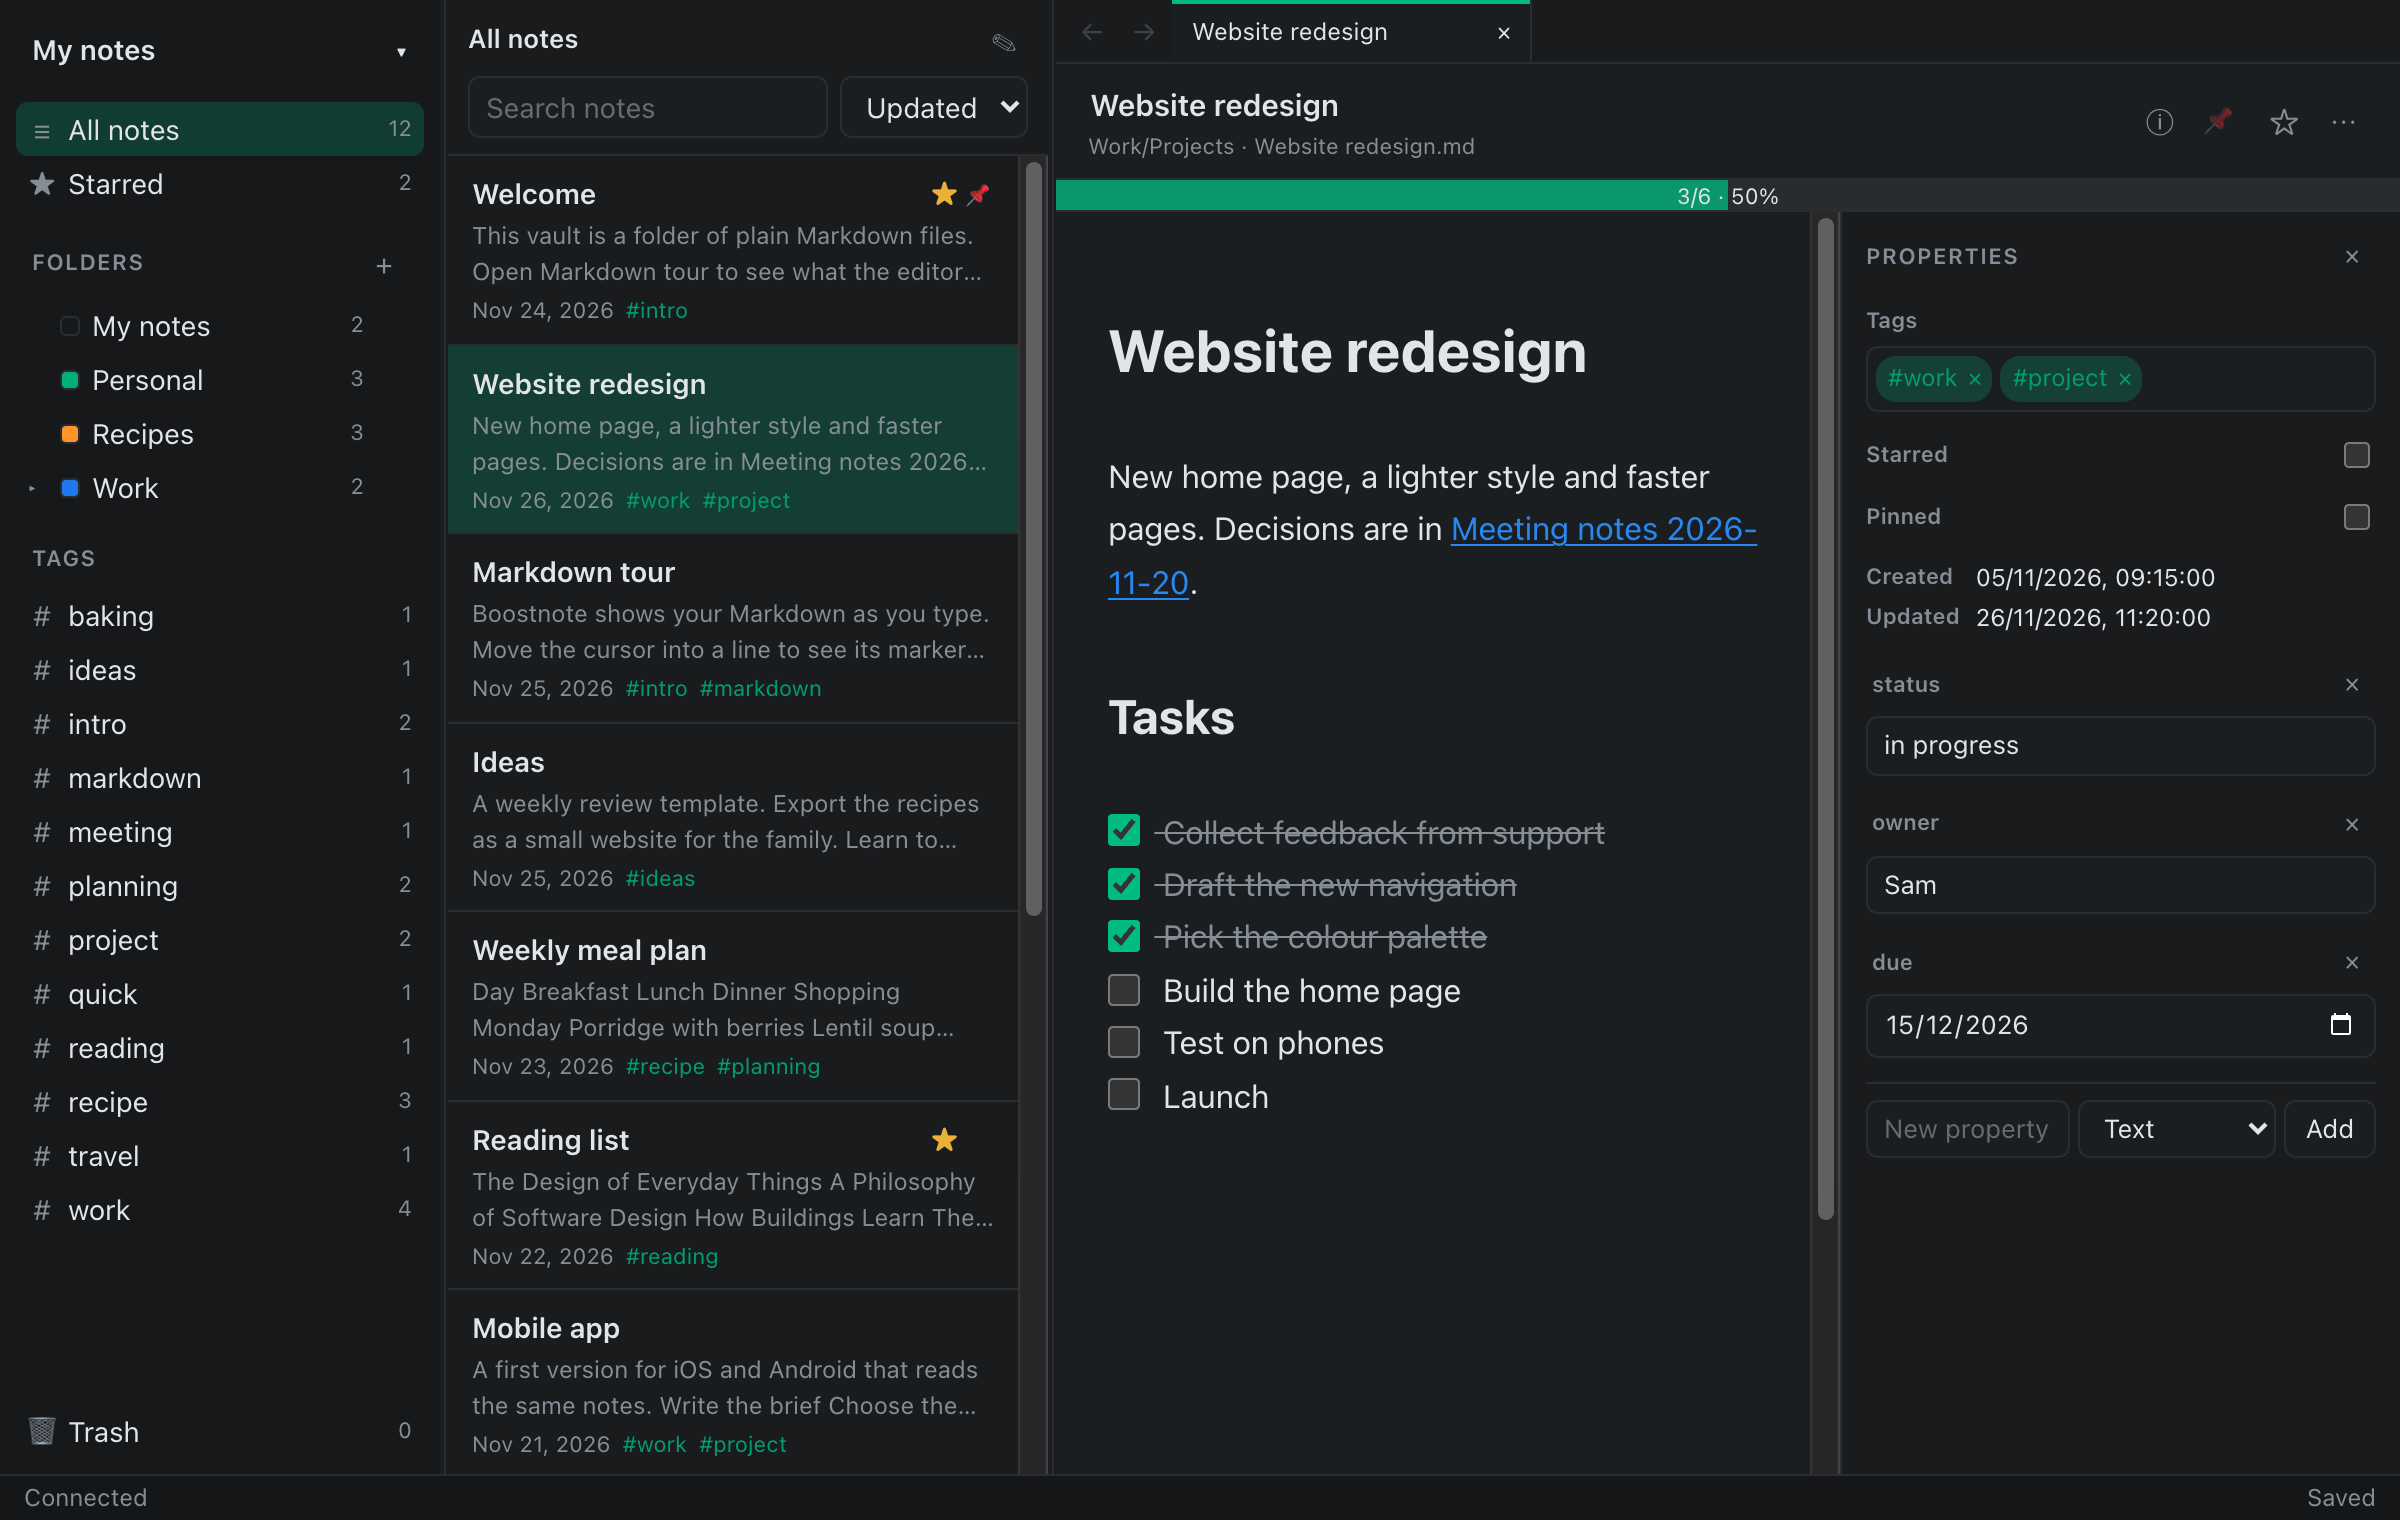 My notes
All notes 12
Starred 2
FOLDERS
My notes 2
Personal 3
Recipes 3
Work 2
TAGS
# baking 1
# ideas 1
# intro 2
# markdown 1
# meeting 1
# planning 2
# project 2
# quick 1
# reading 1
# recipe 3
# travel 1
# work 4
Trash 0
All notes
Search notes
Updated
Welcome
This vault is a folder of plain Markdown files.
Open Markdown tour to see what the editor...
Nov 24, 2026 #intro
Website redesign
New home page, a lighter style and faster
pages. Decisions are in Meeting notes 2026...
Nov 26, 2026 #work #project
Markdown tour
Boostnote shows your Markdown as you type.
Move the cursor into a line to see its marker...
Nov 25, 2026 #intro #markdown
Ideas
A weekly review template. Export the recipes
as a small website for the family. Learn to...
Nov 25, 2026 #ideas
Weekly meal plan
Day Breakfast Lunch Dinner Shopping
Monday Porridge with berries Lentil soup...
Nov 23, 2026 #recipe #planning
Reading list
The Design of Everyday Things A Philosophy
of Software Design How Buildings Learn The...
Nov 22, 2026 #reading
Mobile app
A first version for iOS and Android that reads
the same notes. Write the brief Choose the...
Nov 21, 2026 #work #project
Website redesign
Website redesign
Work/Projects · Website redesign.md
3/6 · 50%
Website redesign
New home page, a lighter style and faster
pages. Decisions are in Meeting notes 2026-
11-20.
Tasks
Collect feedback from support
Draft the new navigation
Pick the colour palette
Build the home page
Test on phones
Launch
PROPERTIES
Tags
#work × #project ×
Starred
Pinned
Created 05/11/2026, 09:15:00
Updated 26/11/2026, 11:20:00
status
in progress
owner
Sam
due
15/12/2026
New property Text Add
Connected
Saved